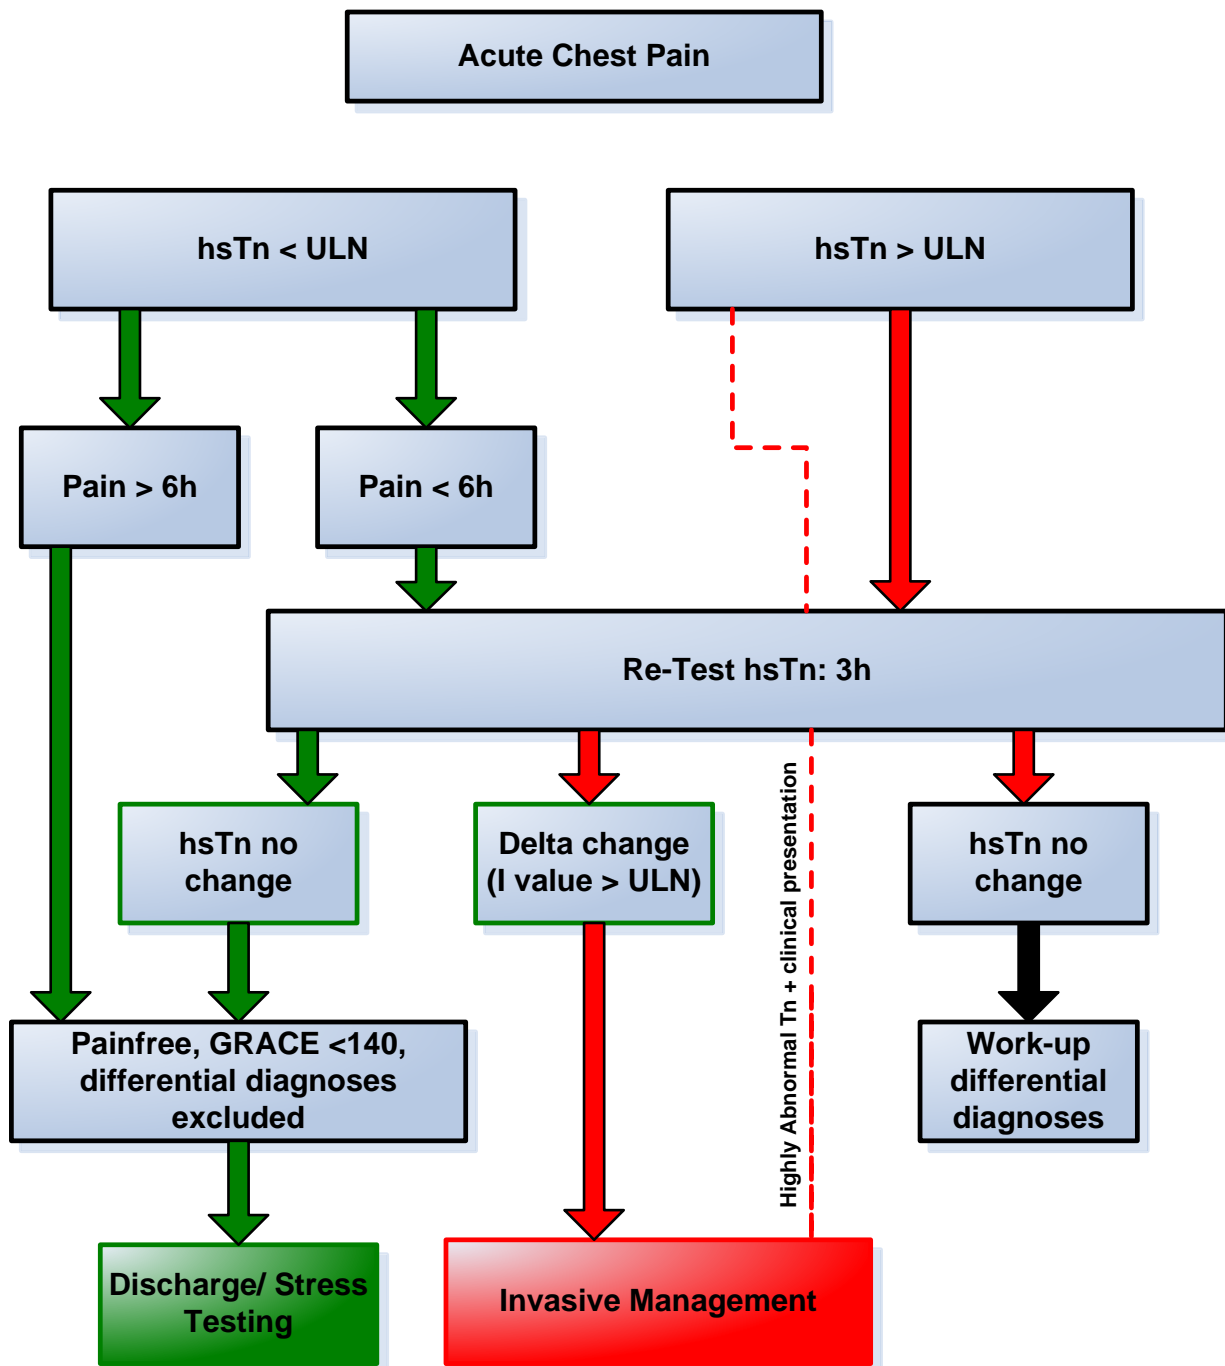 Acute Chest Pain
hsTn < ULN
hsTn > ULN
Pain > 6h
Pain < 6h
Re-Test hsTn: 3h
hsTn no
change
Delta change
(I value > ULN)
Highly Abnormal Tn + clinical presentation
hsTn no
change
Painfree, GRACE <140,
differential diagnoses
excluded
Work-up
differential
diagnoses
Discharge/ Stress
Testing
Invasive Management